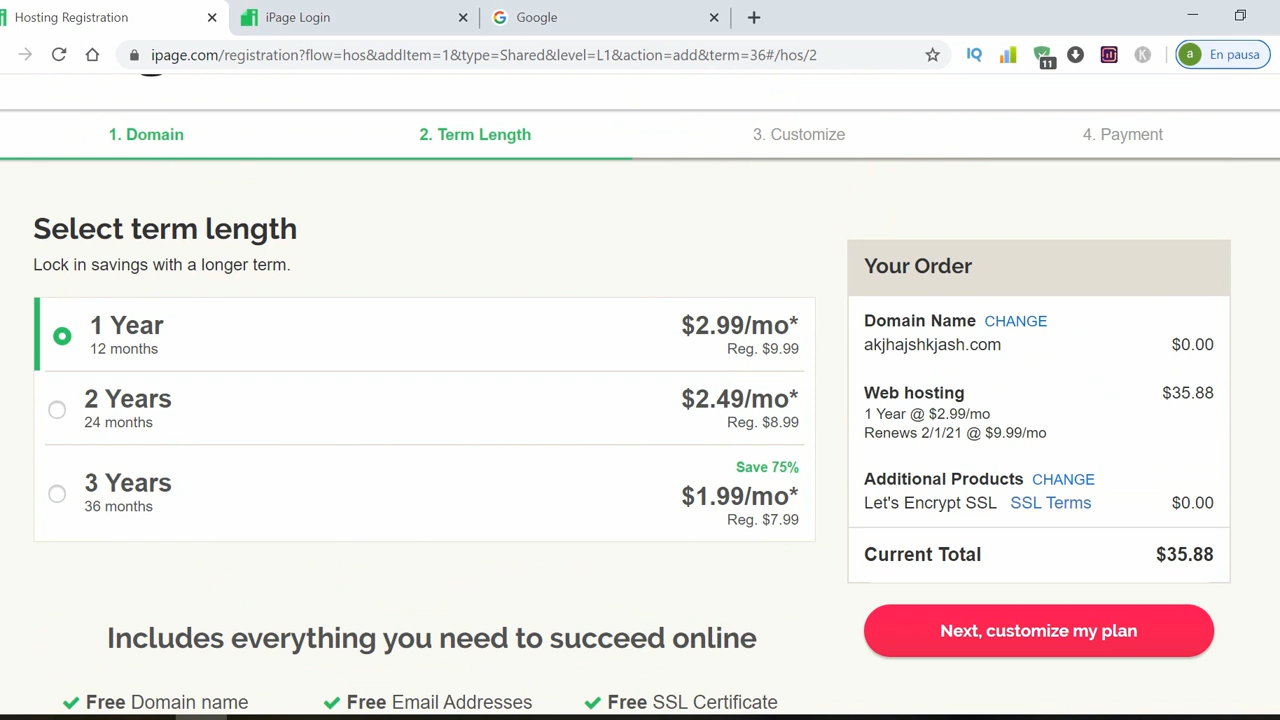 Hosting Registration
iPage Login
Google
ipage.com/registration?flow=hos&addItem=1&type=Shared&level=L1&action=add&term=36#/hos/2
IQ
11
K
a
En pausa
1. Domain
2. Term Length
3. Customize
4. Payment
Select term length
Lock in savings with a longer term.
1 Year
12 months
$2.99/mo*
Reg. $9.99
2 Years
24 months
$2.49/mo*
Reg. $8.99
3 Years
36 months
Save 75%
$1.99/mo*
Reg. $7.99
Your Order
Domain Name CHANGE
akjhajshkjash.com $0.00
Web hosting $35.88
1 Year @ $2.99/mo
Renews 2/1/21 @ $9.99/mo
Additional Products CHANGE
Let's Encrypt SSL SSL Terms $0.00
Current Total $35.88
Next, customize my plan
Includes everything you need to succeed online
Free Domain name
Free Email Addresses
Free SSL Certificate